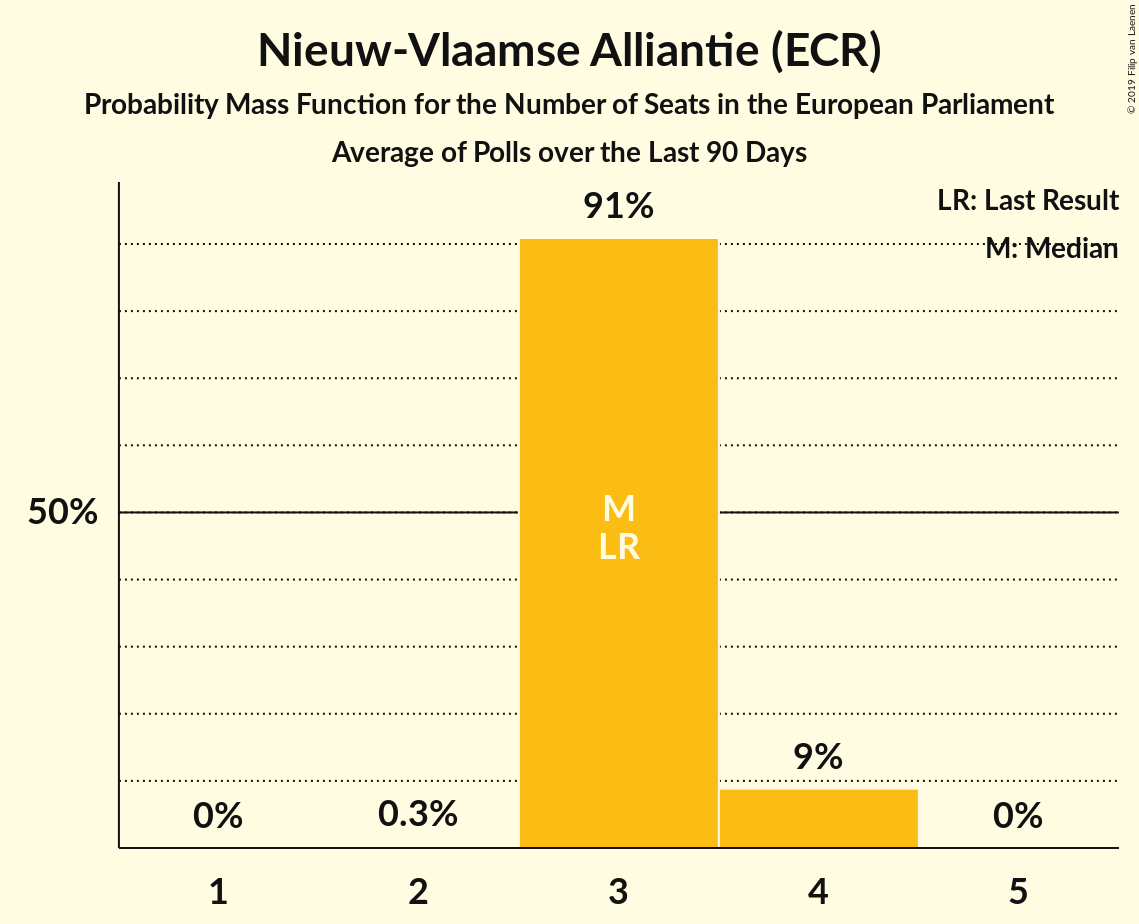 Nieuw-Vlaamse Alliantie (ECR)
Probability Mass Function for the Number of Seats in the European Parliament
Average of Polls over the Last 90 Days
© 2019 Filip van Laenen
LR: Last Result
M: Median
91%
50%
M
LR
9%
0%
0.3%
0%
1
2
3
4
5